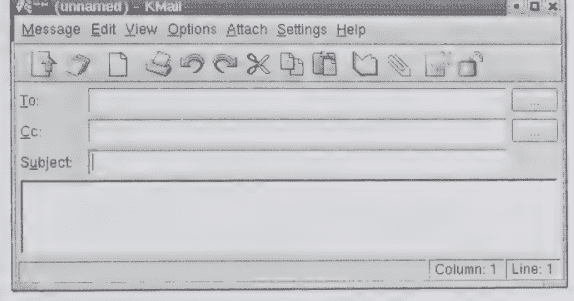 (unnamed) - KMail
Message Edit View Options Attach Settings Help
To:
...
Cc:
...
Subject:
Column: 1 Line: 1